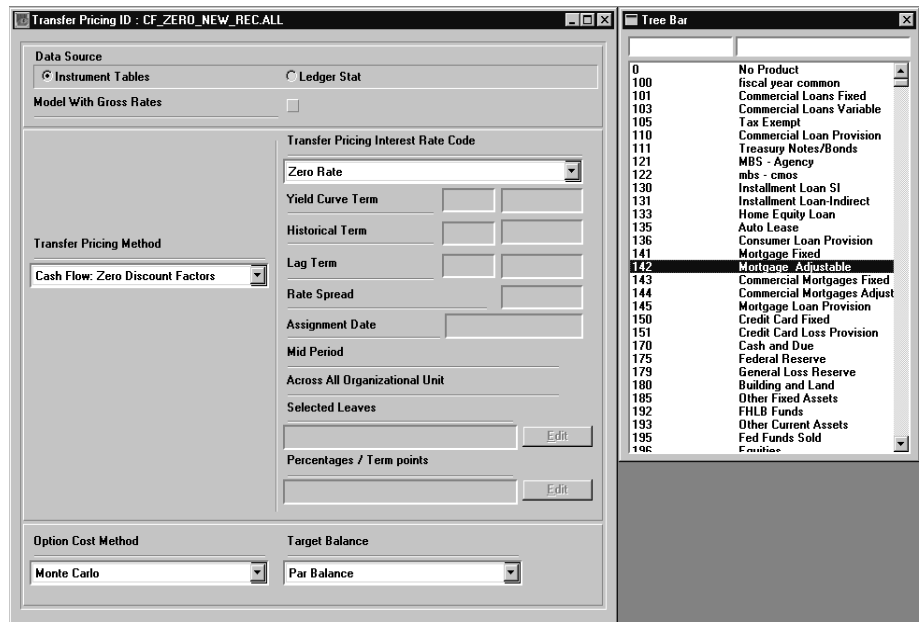 Transfer Pricing ID : CF_ZERO_NEW_REC.ALL
Data Source
Instrument Tables
Ledger Stat
Model With Gross Rates
Transfer Pricing Interest Rate Code
Zero Rate
Yield Curve Term
Historical Term
Transfer Pricing Method
Lag Term
Cash Flow: Zero Discount Factors
Rate Spread
Assignment Date
Mid Period
Across All Organizational Unit
Selected Leaves
Edit
Percentages / Term points
Edit
Option Cost Method
Target Balance
Monte Carlo
Par Balance
Tree Bar
0 No Product
100 fiscal year common
101 Commercial Loans Fixed
103 Commercial Loans Variable
105 Tax Exempt
110 Commercial Loan Provision
111 Treasury Notes/Bonds
121 MBS - Agency
122 mbs - cmos
130 Installment Loan SI
131 Installment Loan-Indirect
133 Home Equity Loan
135 Auto Lease
136 Consumer Loan Provision
141 Mortgage Fixed
142 Mortgage Adjustable
143 Commercial Mortgages Fixed
144 Commercial Mortgages Adjust
145 Mortgage Loan Provision
150 Credit Card Fixed
151 Credit Card Loss Provision
170 Cash and Due
175 Federal Reserve
179 General Loss Reserve
180 Building and Land
185 Other Fixed Assets
192 FHLB Funds
193 Other Current Assets
195 Fed Funds Sold
196 Equities